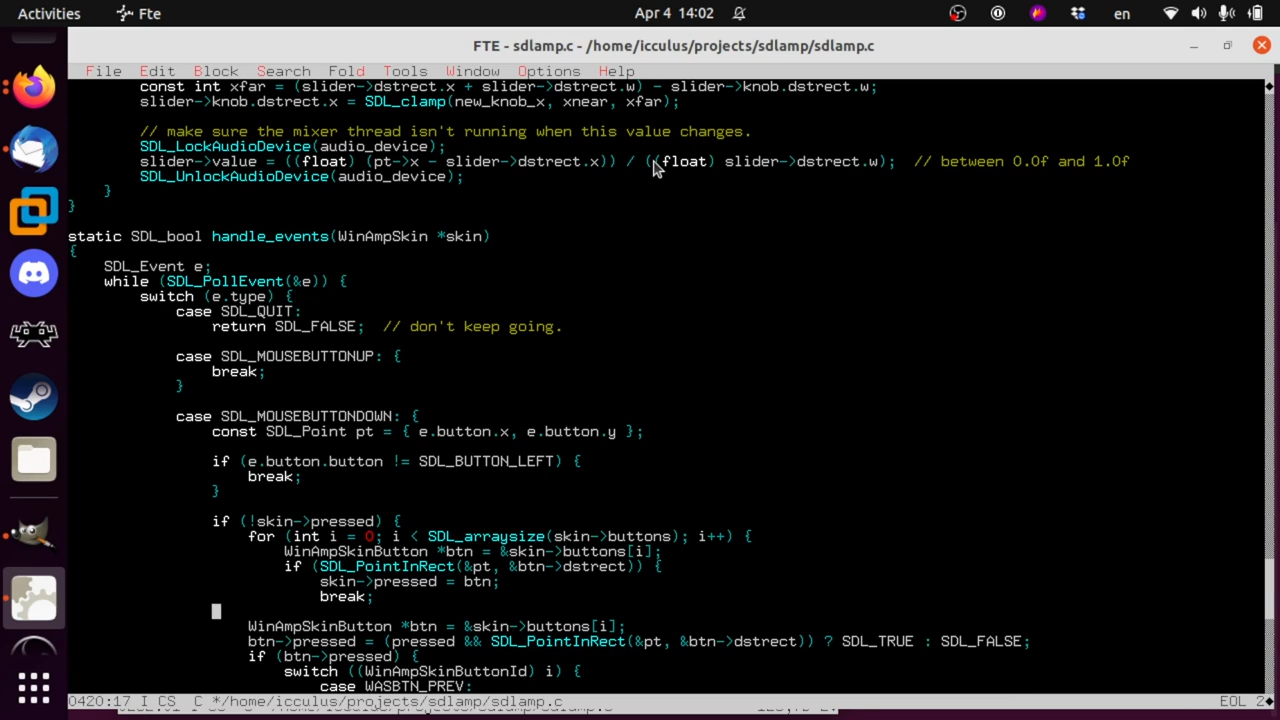 Activities
Fte
Apr 4 14:02
en
FTE - sdlamp.c - /home/icculus/projects/sdlamp/sdlamp.c
File Edit Block Search Fold Tools Window Options Help
const int xfar = (slider->dstrect.x + slider->dstrect.w) - slider->knob.dstrect.w;
slider->knob.dstrect.x = SDL_clamp(new_knob_x, xnear, xfar);
// make sure the mixer thread isn't running when this value changes.
SDL_LockAudioDevice(audio_device);
slider->value = ((float) (pt->x - slider->dstrect.x)) / ((float) slider->dstrect.w); // between 0.0f and 1.0f
SDL_UnlockAudioDevice(audio_device);
}
}
static SDL_bool handle_events(WinAmpSkin *skin)
{
SDL_Event e;
while (SDL_PollEvent(&e)) {
switch (e.type) {
case SDL_QUIT:
return SDL_FALSE; // don't keep going.
case SDL_MOUSEBUTTONUP: {
break;
}
case SDL_MOUSEBUTTONDOWN: {
const SDL_Point pt = { e.button.x, e.button.y };
if (e.button.button != SDL_BUTTON_LEFT) {
break;
}
if (!skin->pressed) {
for (int i = 0; i < SDL_arraysize(skin->buttons); i++) {
WinAmpSkinButton *btn = &skin->buttons[i];
if (SDL_PointInRect(&pt, &btn->dstrect)) {
skin->pressed = btn;
break;
WinAmpSkinButton *btn = &skin->buttons[i];
btn->pressed = (pressed && SDL_PointInRect(&pt, &btn->dstrect)) ? SDL_TRUE : SDL_FALSE;
if (btn->pressed) {
switch ((WinAmpSkinButtonId) i) {
case WASBTN_PREV:
0420:17 I CS C */home/icculus/projects/sdlamp/sdlamp.c
EOL 2